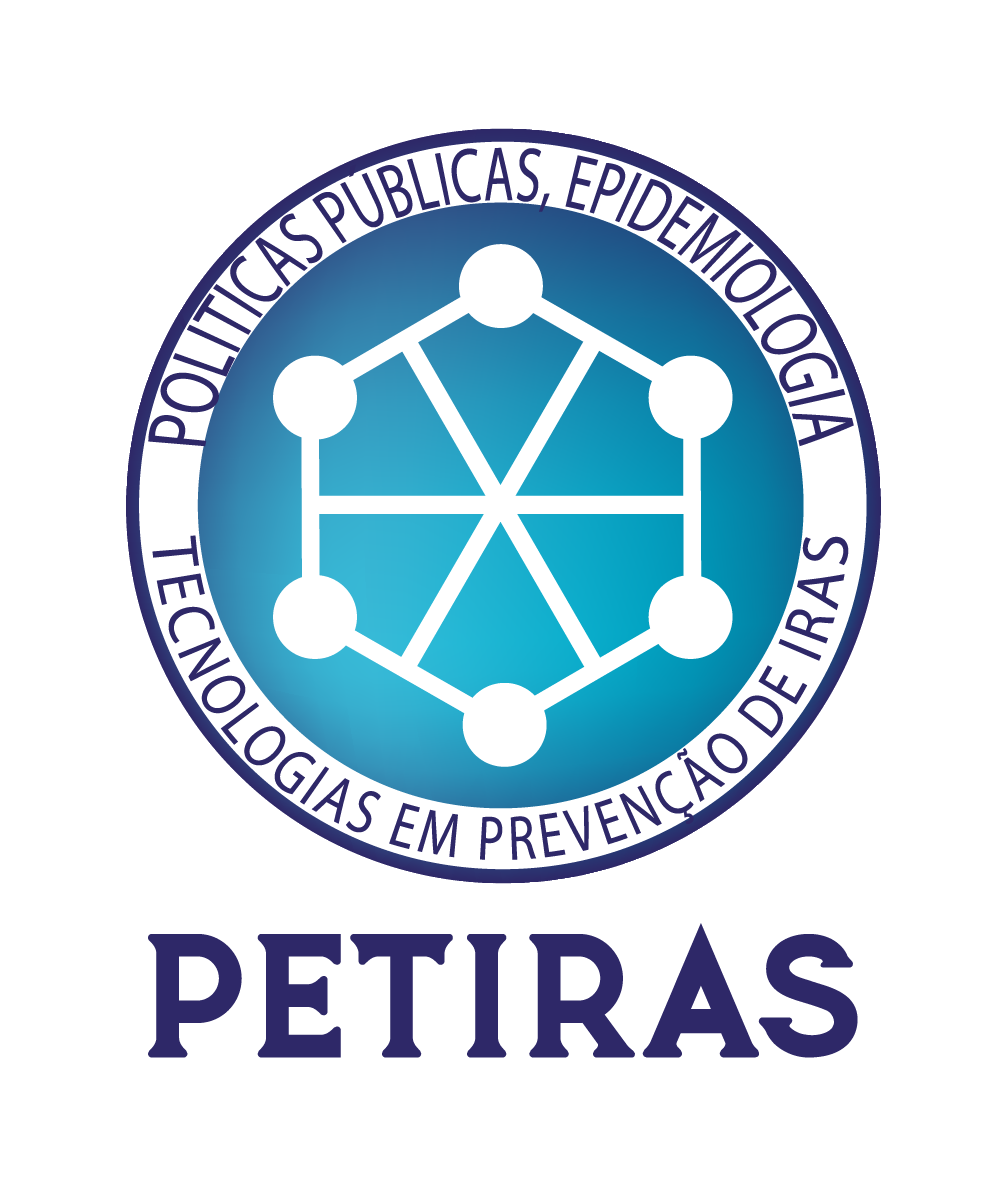 POLÍTICAS PÚBLICAS, EPIDEMIOLOGIA
TECNOLOGIAS EM PREVENÇÃO DE IRAS
PETIRAS